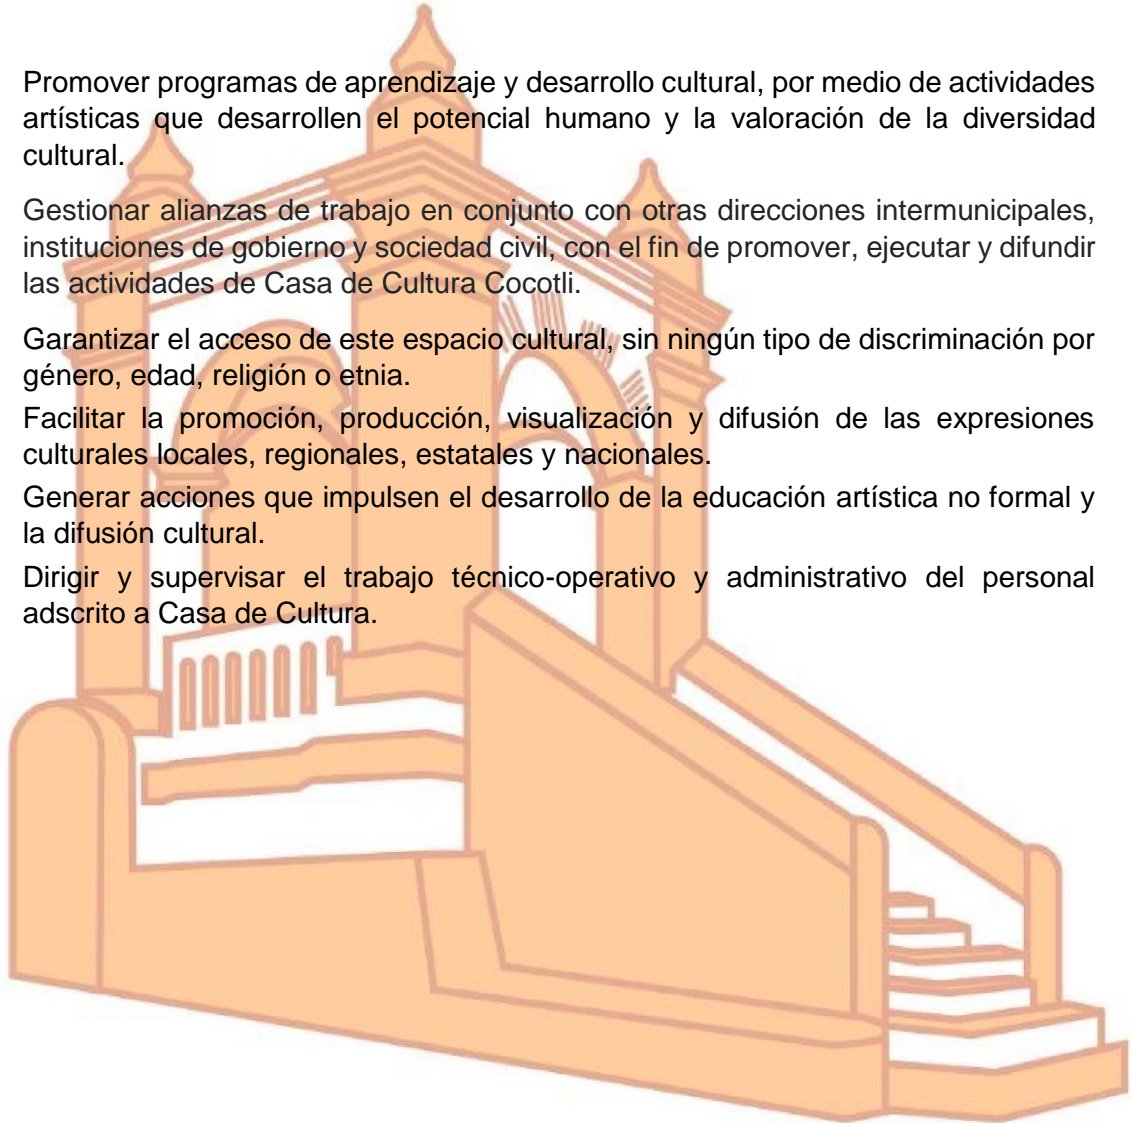 Promover programas de aprendizaje y desarrollo cultural, por medio de actividades
artísticas que desarrollen el potencial humano y la valoración de la diversidad
cultural.
Gestionar alianzas de trabajo en conjunto con otras direcciones intermunicipales,
instituciones de gobierno y sociedad civil, con el fin de promover, ejecutar y difundir
las actividades de Casa de Cultura Cocotli.
Garantizar el acceso de este espacio cultural, sin ningún tipo de discriminación por
género, edad, religión o etnia.
Facilitar la promoción, producción, visualización y difusión de las expresiones
culturales locales, regionales, estatales y nacionales.
Generar acciones que impulsen el desarrollo de la educación artística no formal y
la difusión cultural.
Dirigir y supervisar el trabajo técnico-operativo y administrativo del personal
adscrito a Casa de Cultura.